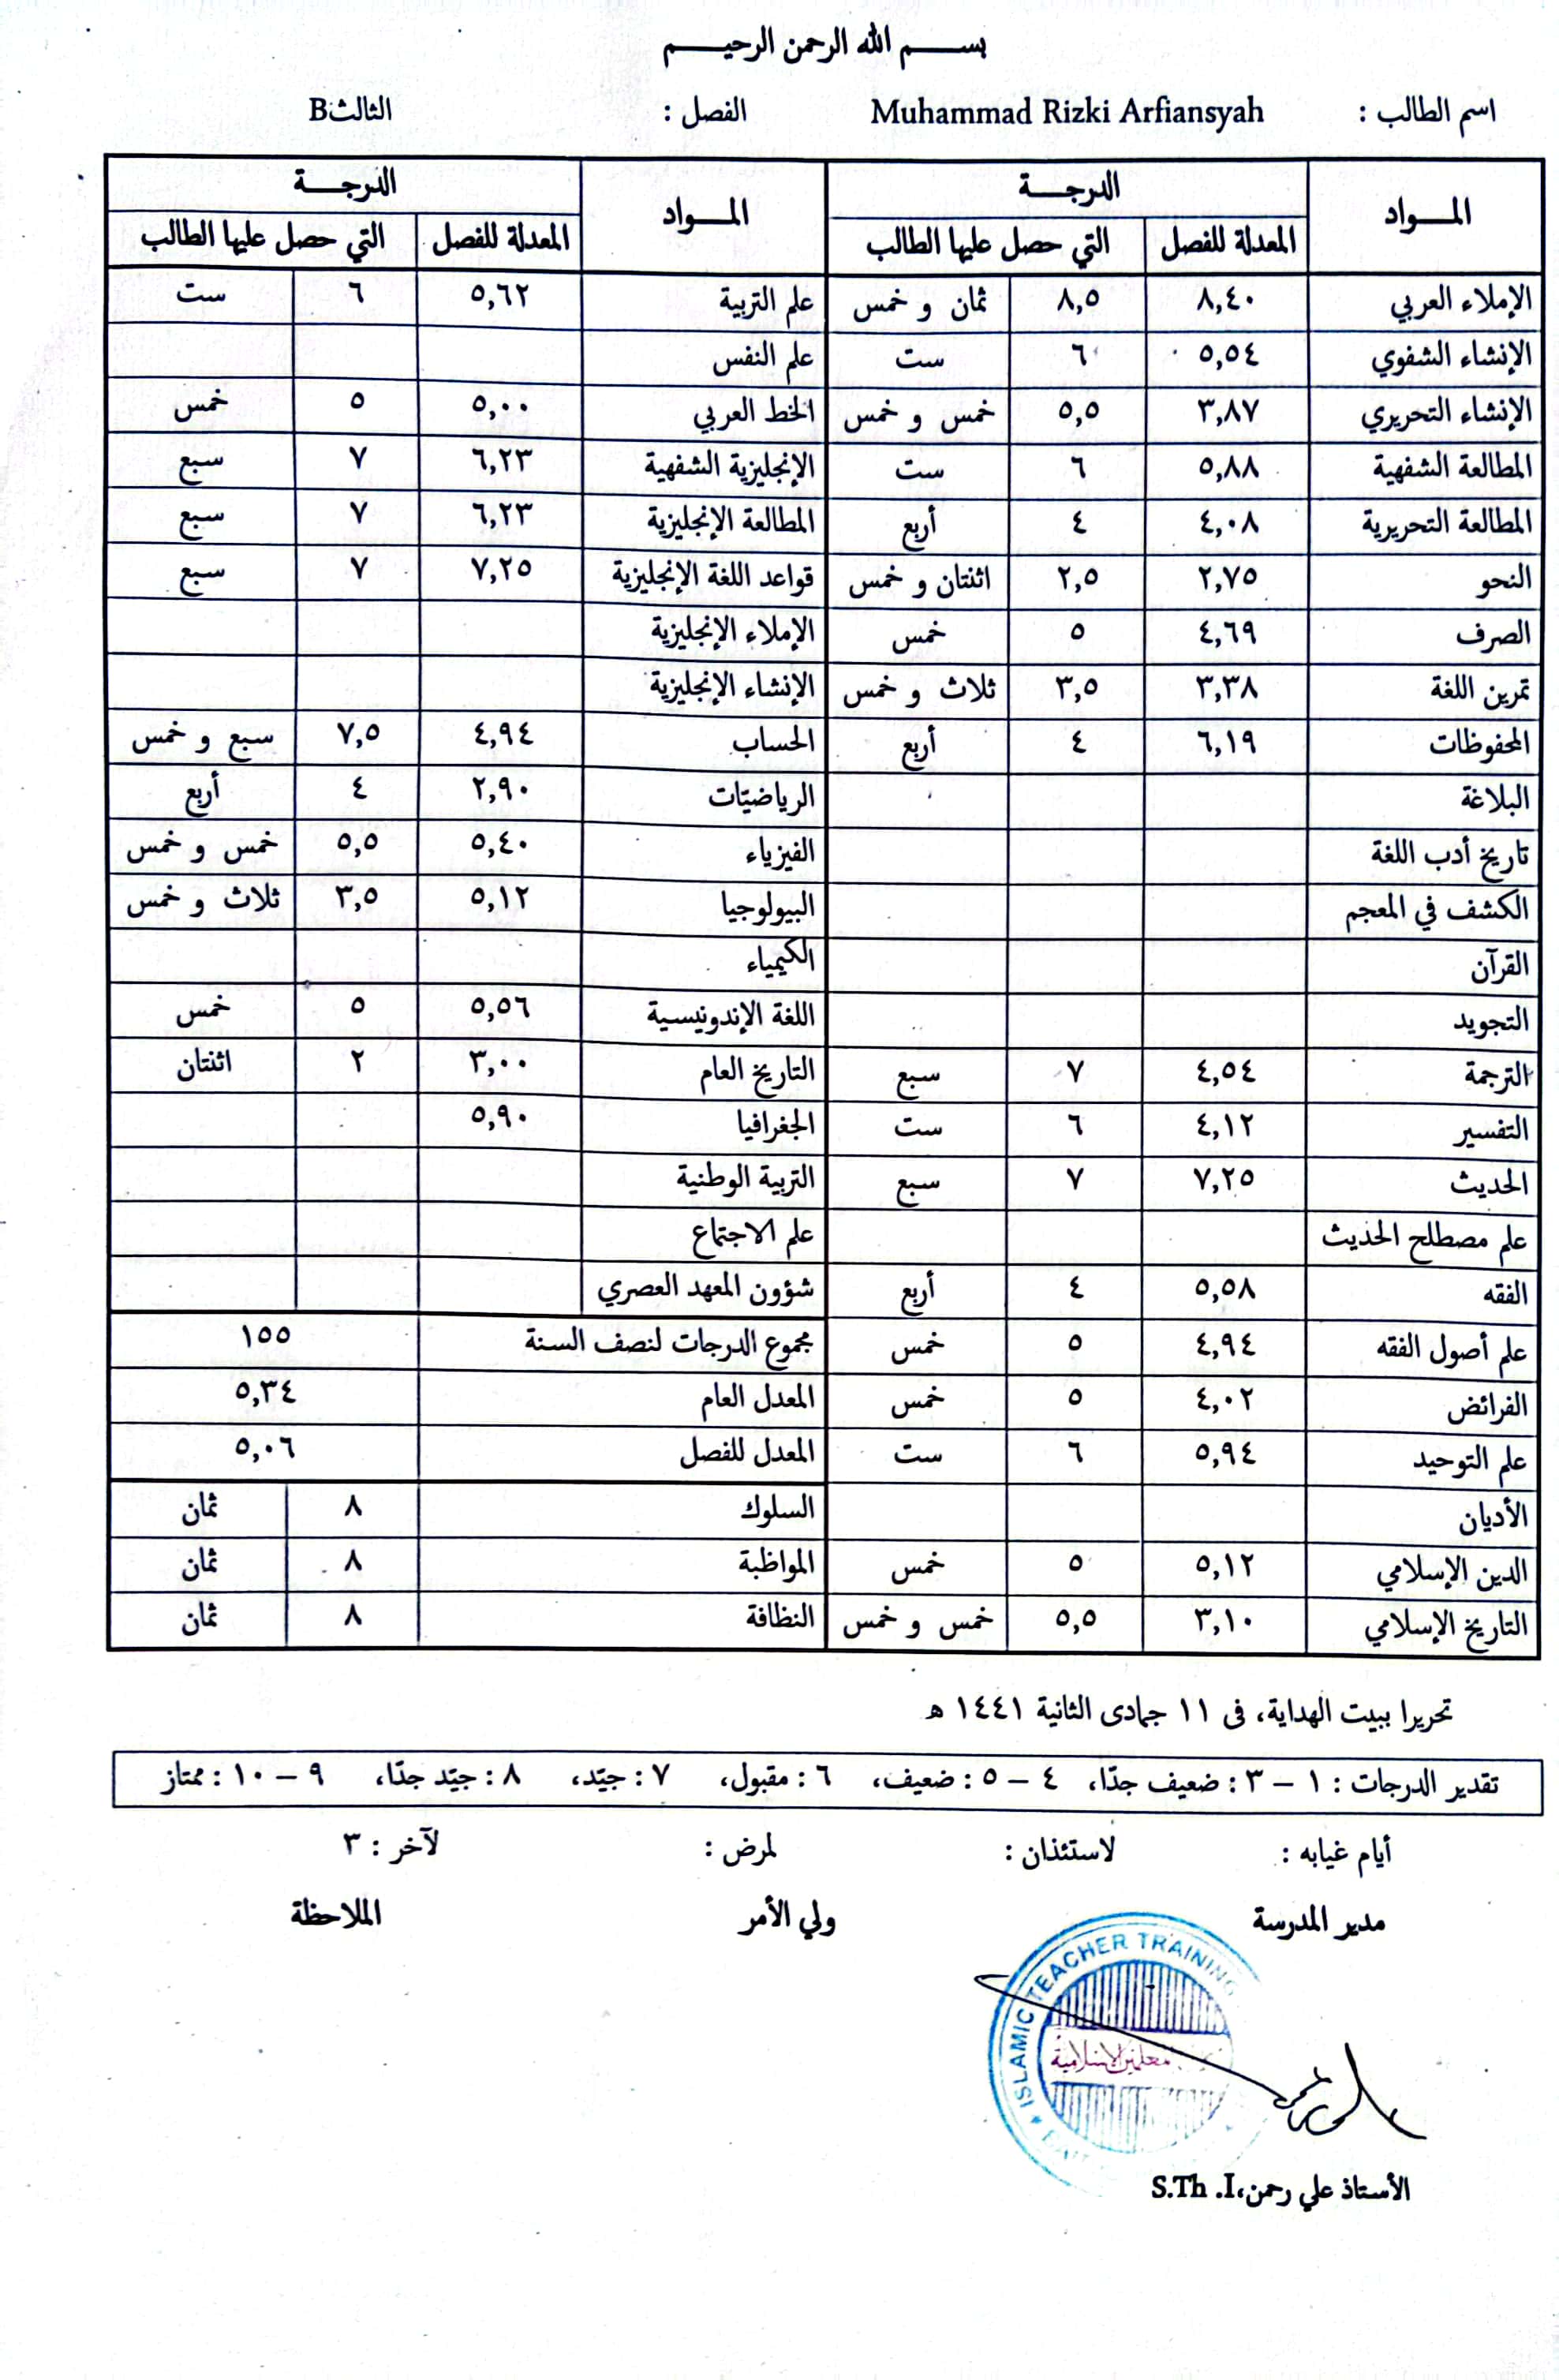 بســـم الله الرحمن الرحيـــم
اسم الطالب : Muhammad Rizki Arfiansyah الفصل : الثالثB
المـــواد الدرجـــة المـــواد الدرجـــة
المعدلة للفصل التي حصل عليها الطالب المعدلة للفصل التي حصل عليها الطالب
الإملاء العربي ٨,٤٠ ٨,٥ ثمان و خمس علم التربية ٥,٦٢ ٦ ست
الإنشاء الشفوي ٥,٥٤ ٦ ست علم النفس
الإنشاء التحريري ٣,٨٧ ٥,٥ خمس و خمس الخط العربي ٥,٠٠ ٥ خمس
المطالعة الشفهية ٥,٨٨ ٦ ست الإنجليزية الشفهية ٦,٢٣ ٧ سبع
المطالعة التحريرية ٤,٠٨ ٤ أربع المطالعة الإنجليزية ٦,٢٣ ٧ سبع
النحو ٢,٧٥ ٢,٥ اثنتان و خمس قواعد اللغة الإنجليزية ٧,٢٥ ٧ سبع
الصرف ٤,٦٩ ٥ خمس الإملاء الإنجليزية
تمرين اللغة ٣,٣٨ ٣,٥ ثلاث و خمس الإنشاء الإنجليزية
المحفوظات ٦,١٩ ٤ أربع الحساب ٤,٩٤ ٧,٥ سبع و خمس
البلاغة الرياضيّات ٢,٩٠ ٤ أربع
تاريخ أدب اللغة الفيزياء ٥,٤٠ ٥,٥ خمس و خمس
الكشف في المعجم البيولوجيا ٥,١٢ ٣,٥ ثلاث و خمس
القرآن الكيمياء
التجويد اللغة الإندونيسية ٥,٥٦ ٥ خمس
الترجمة ٤,٥٤ ٧ سبع التاريخ العام ٣,٠٠ ٢ اثنتان
التفسير ٤,١٢ ٦ ست الجغرافيا ٥,٩٠
الحديث ٧,٢٥ ٧ سبع التربية الوطنية
علم مصطلح الحديث علم الاجتماع
الفقه ٥,٥٨ ٤ أربع شؤون المعهد العصري
علم أصول الفقه ٤,٩٤ ٥ خمس مجموع الدرجات لنصف السنة ١٥٥
الفرائض ٤,٠٢ ٥ خمس المعدل العام ٥,٣٤
علم التوحيد ٥,٩٤ ٦ ست المعدل للفصل ٥,٠٦
الأديان السلوك ٨ ثمان
الدين الإسلامي ٥,١٢ ٥ خمس المواظبة ٨ ثمان
التاريخ الإسلامي ٣,١٠ ٥,٥ خمس و خمس النظافة ٨ ثمان
تحريرا ببيت الهداية، فى ١١ جمادى الثانية ١٤٤١ ه
تقدير الدرجات : ١ – ٣ : ضعيف جدّا، ٤ – ٥ : ضعيف، ٦ : مقبول، ٧ : جيّد، ٨ : جيّد جدّا، ٩ – ١٠ : ممتاز
أيام غيابه : لاستئذان : لمرض : لآخر : ٣
مدير المدرسة ولي الأمر الملاحظة
ISLAMIC TEACHER TRAINING
الأستاذ علي رحمن،S.Th .I